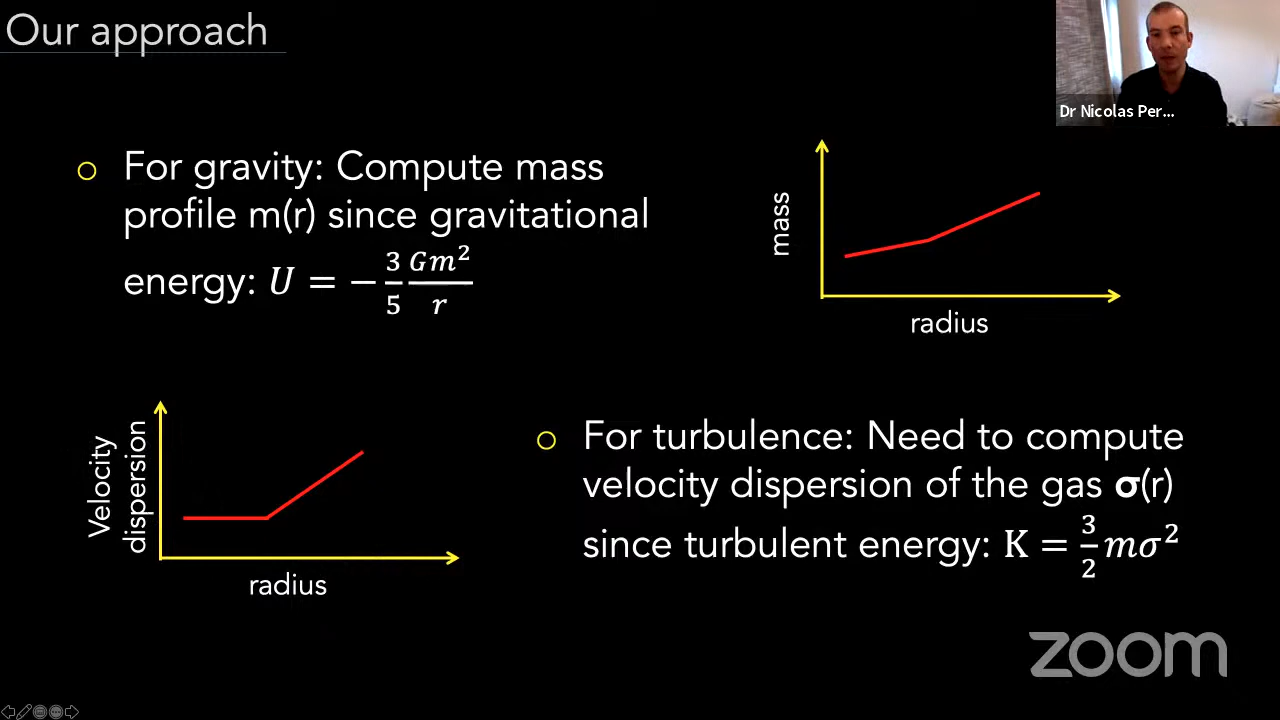 Our approach
Dr Nicolas Per...
For gravity: Compute mass
profile m(r) since gravitational
energy: U = − 3/5 Gm²/r
mass
radius
Velocity
dispersion
radius
For turbulence: Need to compute
velocity dispersion of the gas σ(r)
since turbulent energy: K = 3/2 mσ²
zoom